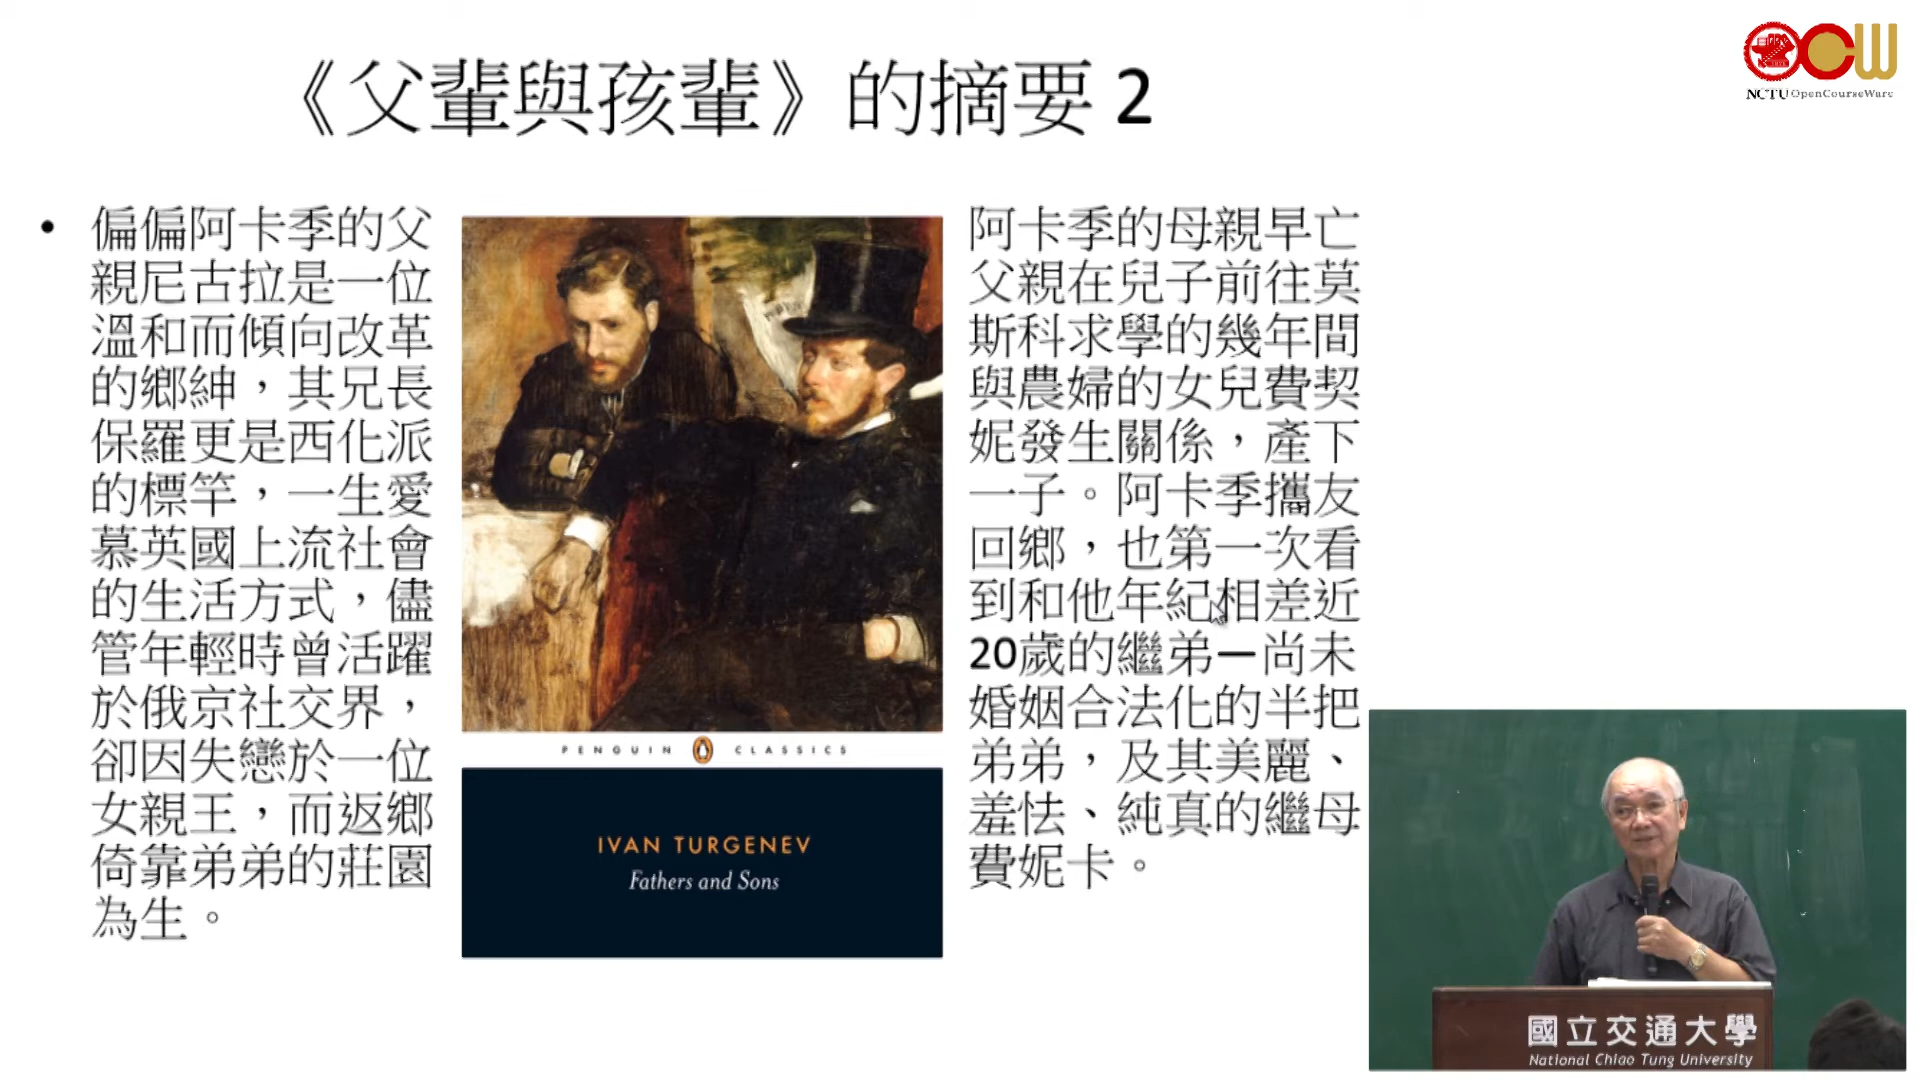 NCTU OpenCourseWare
《父輩與孩輩》的摘要 2
• 偏偏阿卡季的父
親尼古拉是一位
溫和而傾向改革
的鄉紳，其兄長
保羅更是西化派
的標竿，一生愛
慕英國上流社會
的生活方式，儘
管年輕時曾活躍
於俄京社交界，
卻因失戀於一位
女親王，而返鄉
倚靠弟弟的莊園
為生。
PENGUIN CLASSICS
IVAN TURGENEV
Fathers and Sons
阿卡季的母親早亡
父親在兒子前往莫
斯科求學的幾年間
與農婦的女兒費契
妮發生關係，產下
一子。阿卡季攜友
回鄉，也第一次看
到和他年紀相差近
20歲的繼弟—尚未
婚姻合法化的半把
弟弟，及其美麗、
羞怯、純真的繼母
費妮卡。
國立交通大學
National Chiao Tung University